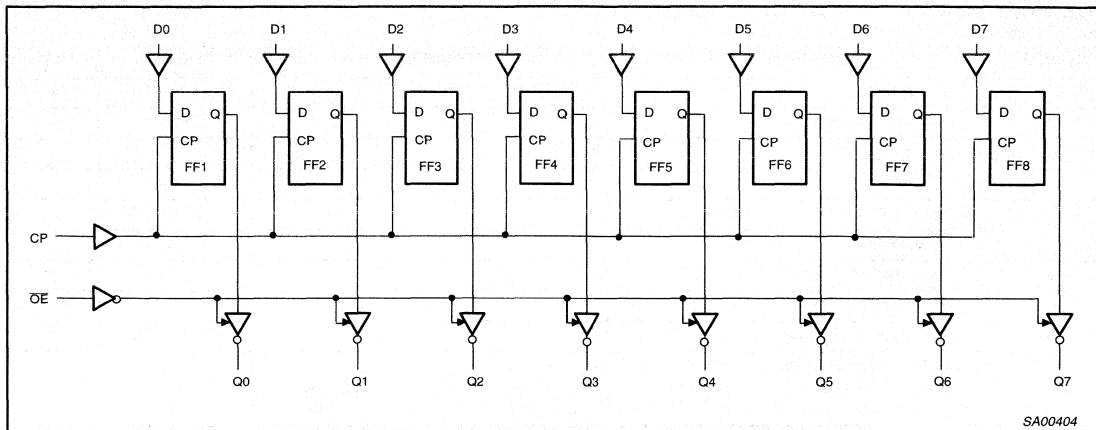 D0 D1 D2 D3 D4 D5 D6 D7
D Q D Q D Q D Q D Q D Q D Q D Q
CP CP CP CP CP CP CP CP
FF1 FF2 FF3 FF4 FF5 FF6 FF7 FF8
CP
O̅E̅
Q0 Q1 Q2 Q3 Q4 Q5 Q6 Q7
SA00404